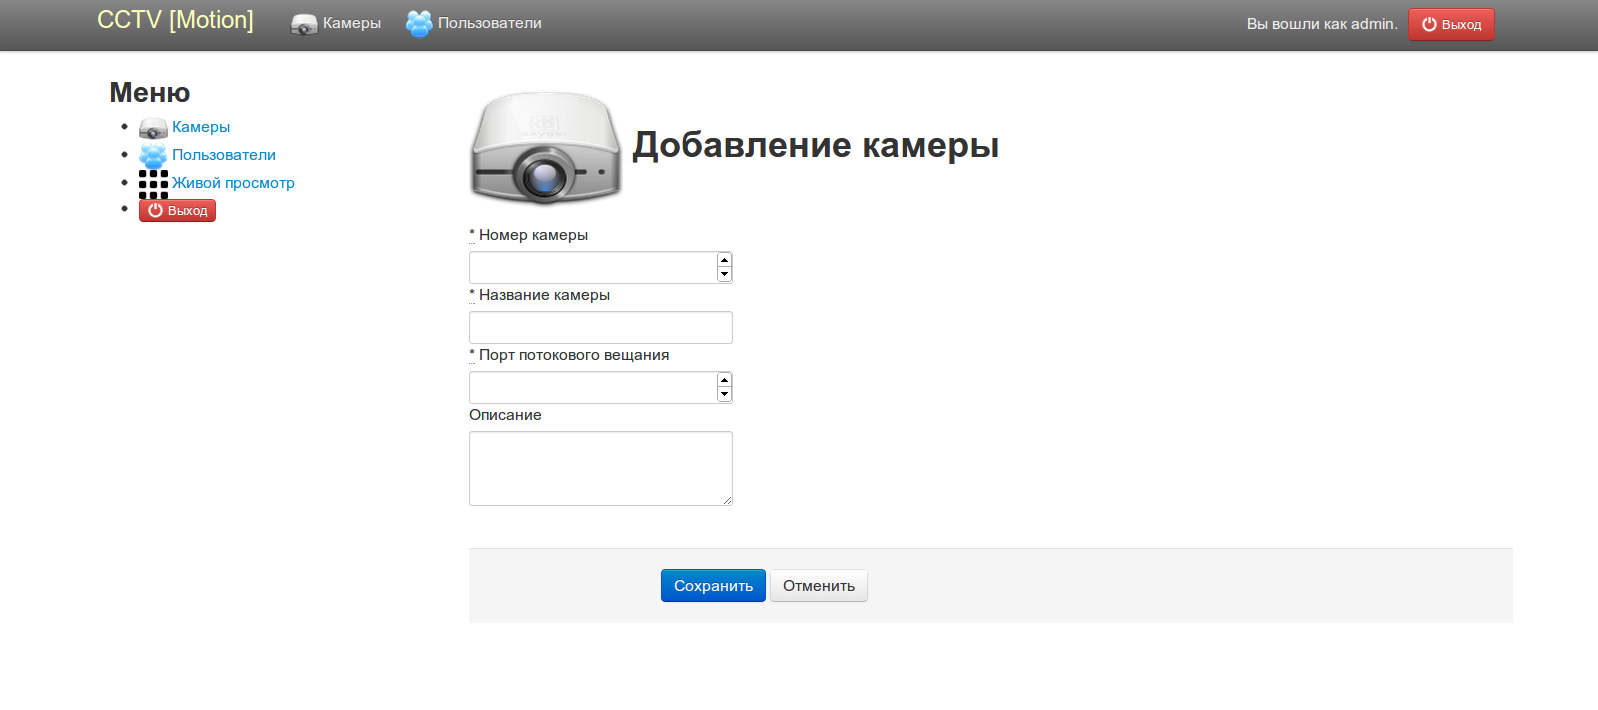 CCTV [Motion] Камеры Пользователи Вы вошли как admin. Выход
Меню
Камеры
Пользователи
Живой просмотр
Выход
Добавление камеры
* Номер камеры
* Название камеры
* Порт потокового вещания
Описание
Сохранить Отменить